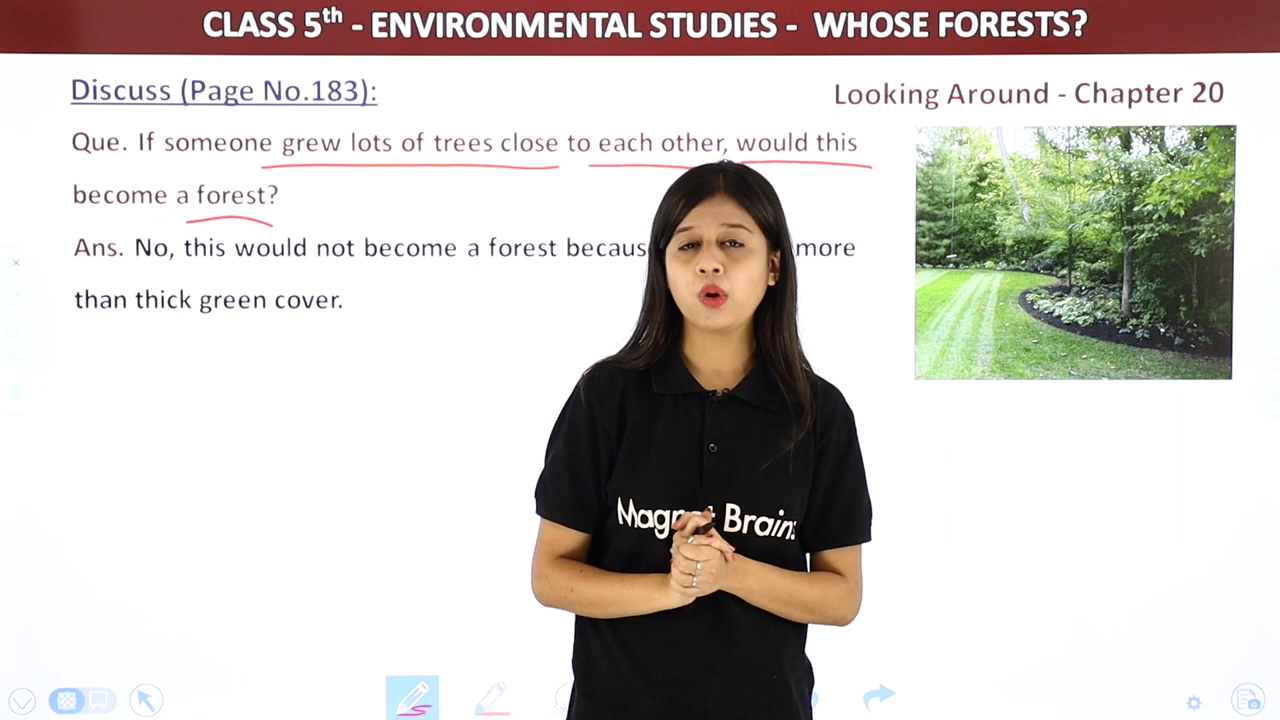 CLASS 5th - ENVIRONMENTAL STUDIES - WHOSE FORESTS?
Discuss (Page No.183):
Looking Around - Chapter 20
Que. If someone grew lots of trees close to each other, would this
become a forest?
Ans. No, this would not become a forest becaus more
than thick green cover.
Brains